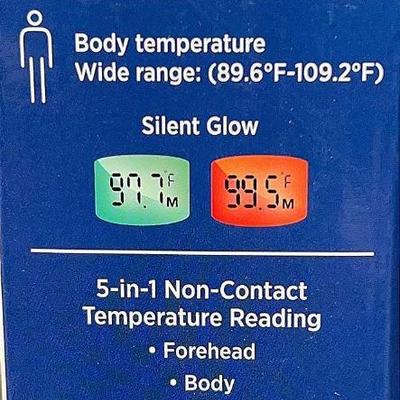 Body temperature
Wide range: (89.6°F-109.2°F)
Silent Glow
97.7°F M
99.5°F M
5-in-1 Non-Contact
Temperature Reading
• Forehead
• Body